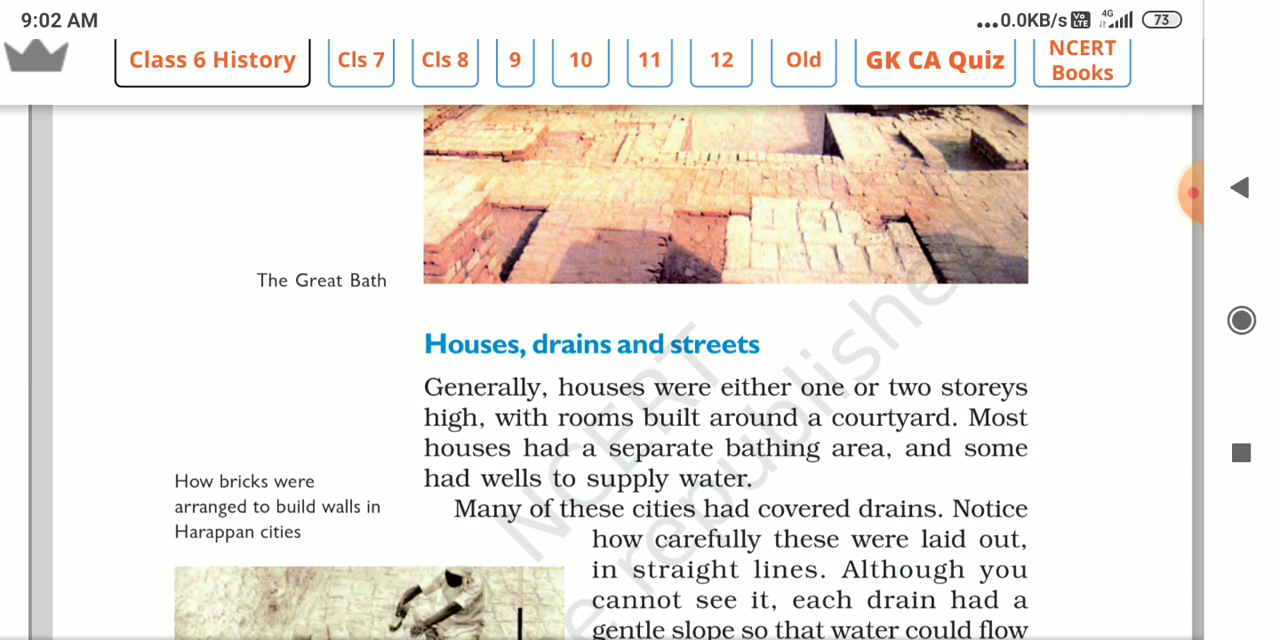 9:02 AM
...0.0KB/s Vo LTE 4G 73
Class 6 History Cls 7 Cls 8 9 10 11 12 Old GK CA Quiz NCERT Books
The Great Bath
Houses, drains and streets
Generally, houses were either one or two storeys
high, with rooms built around a courtyard. Most
houses had a separate bathing area, and some
had wells to supply water.
How bricks were
arranged to build walls in
Harappan cities
Many of these cities had covered drains. Notice
how carefully these were laid out,
in straight lines. Although you
cannot see it, each drain had a
gentle slope so that water could flow
NCERT
republished